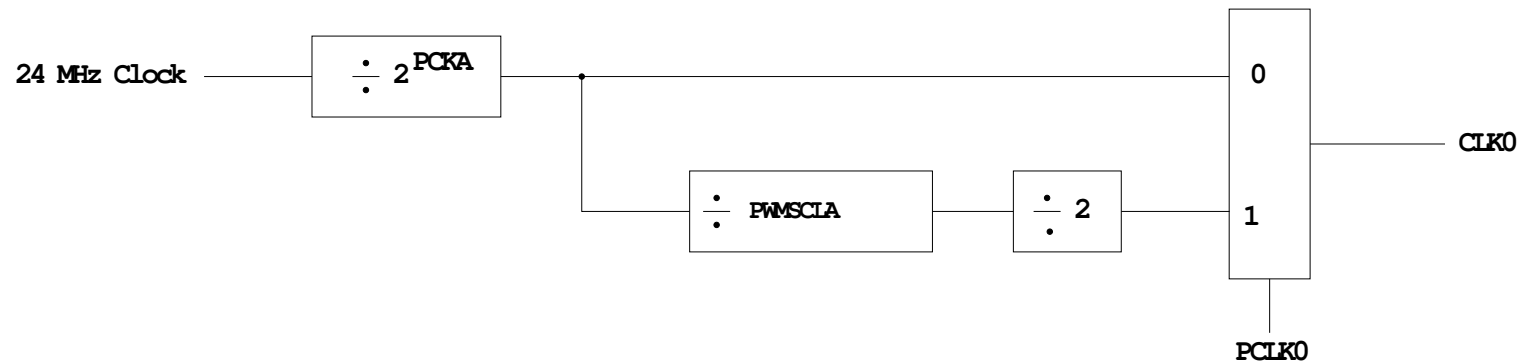 24 MHz Clock
÷ 2^PCKA
0
CLK0
÷ PWMSCLA
÷ 2
1
PCLK0